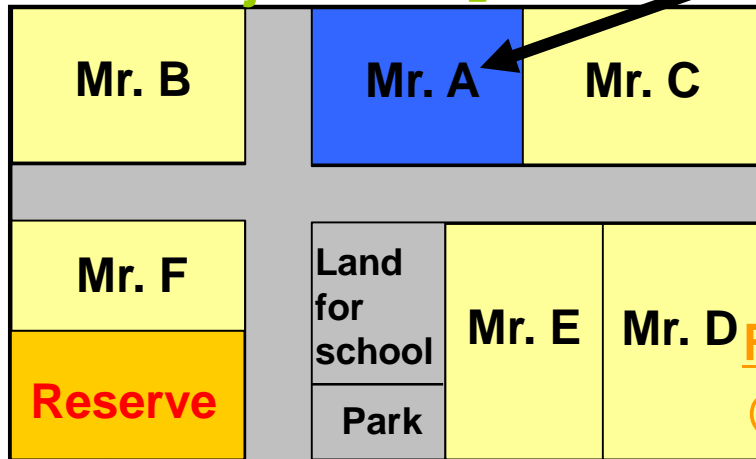 Mr. B
Mr. A
Mr. C
Mr. F
Land
for
school
Mr. E
Mr. D
Reserve
Park